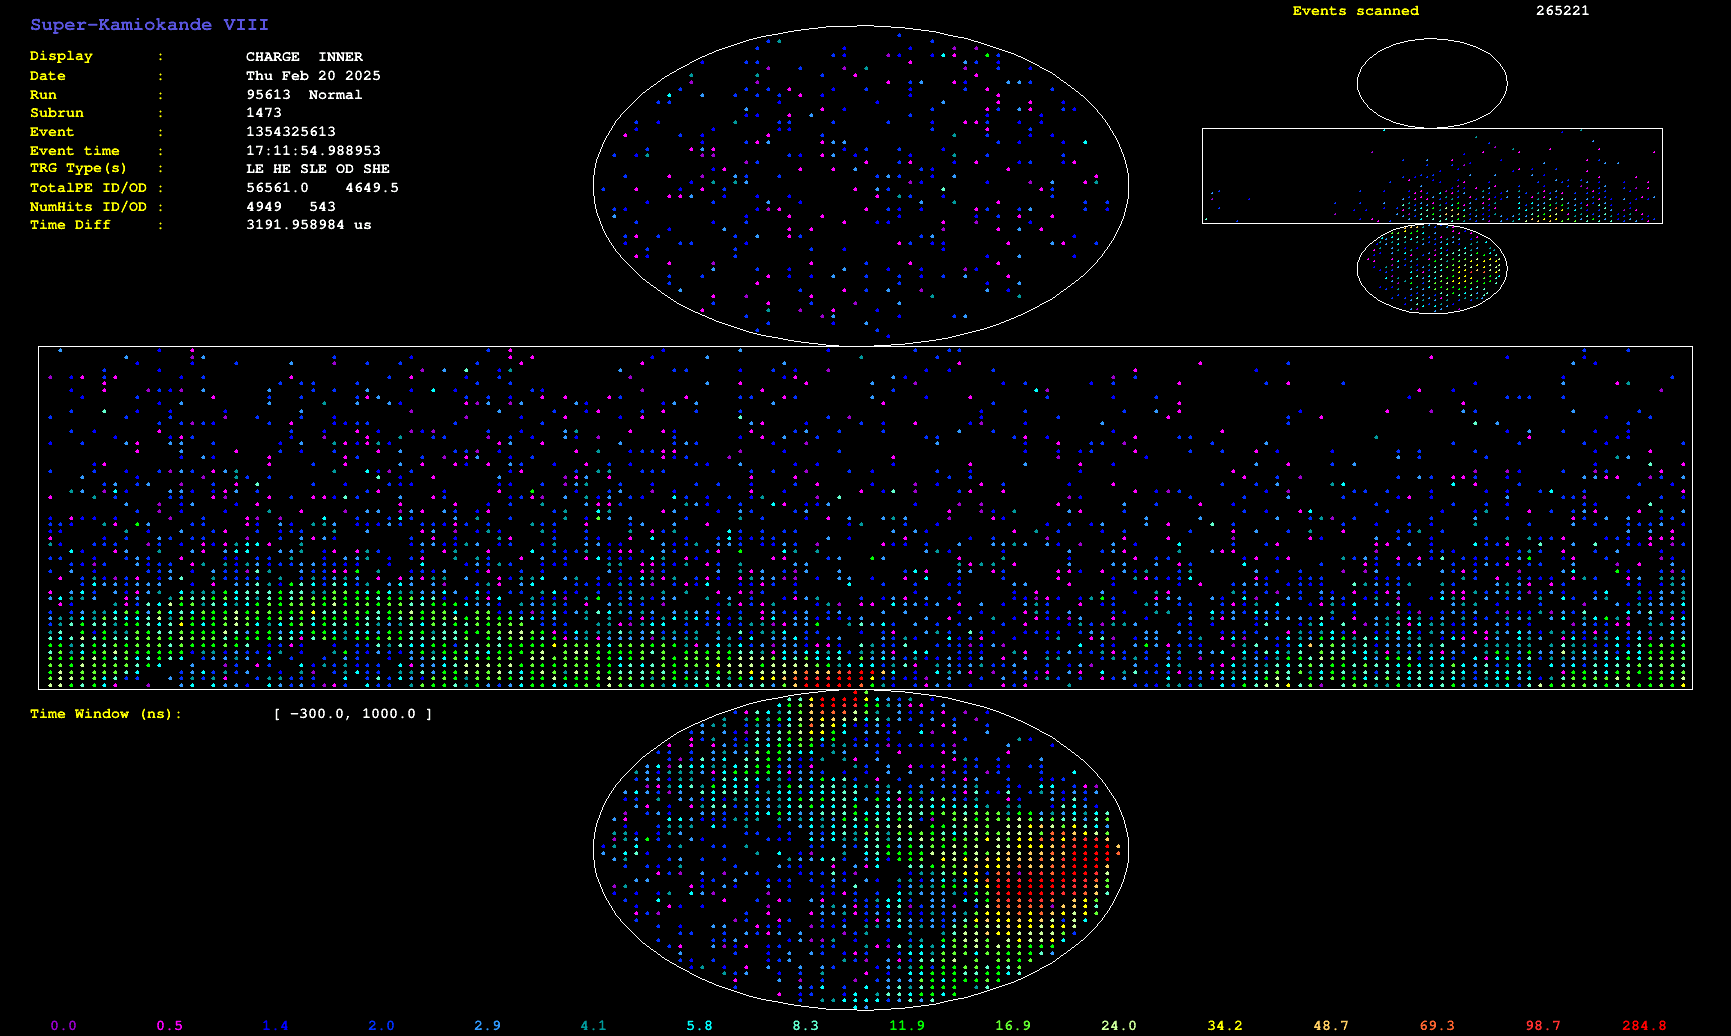 Super-Kamiokande VIII
Events scanned 265221
Display : CHARGE INNER
Date : Thu Feb 20 2025
Run : 95613 Normal
Subrun : 1473
Event : 1354325613
Event time : 17:11:54.988953
TRG Type(s) : LE HE SLE OD SHE
TotalPE ID/OD : 56561.0 4649.5
NumHits ID/OD : 4949 543
Time Diff : 3191.958984 us
Time Window (ns): [ -300.0, 1000.0 ]
0.0 0.5 1.4 2.0 2.9 4.1 5.8 8.3 11.9 16.9 24.0 34.2 48.7 69.3 98.7 284.8